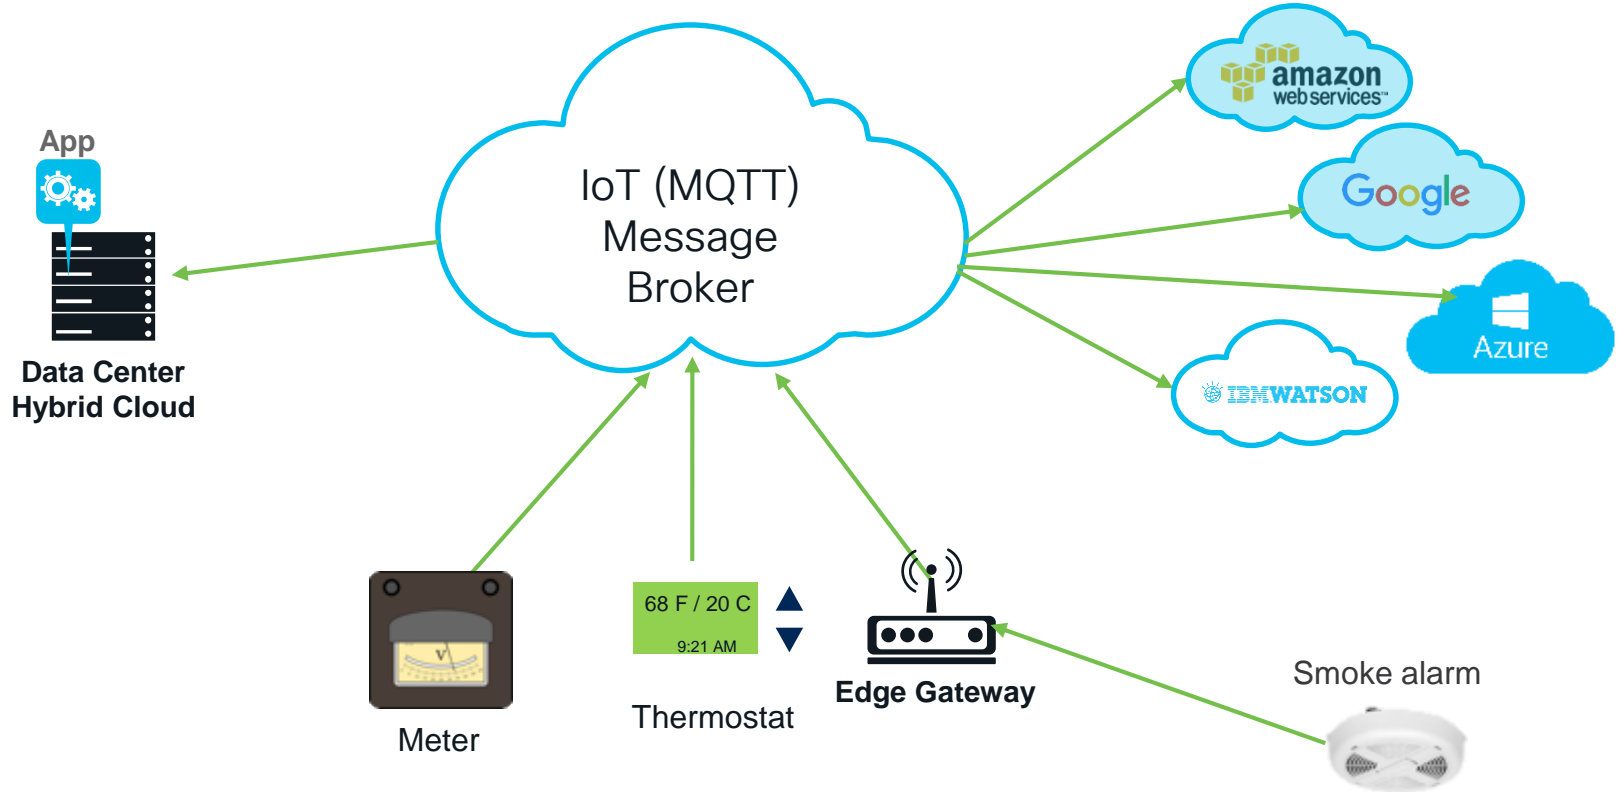 App
Data Center
Hybrid Cloud
IoT (MQTT)
Message
Broker
amazon
web services™
Google
Azure
IBM WATSON
V
Meter
68 F / 20 C
9:21 AM
Thermostat
Edge Gateway
Smoke alarm